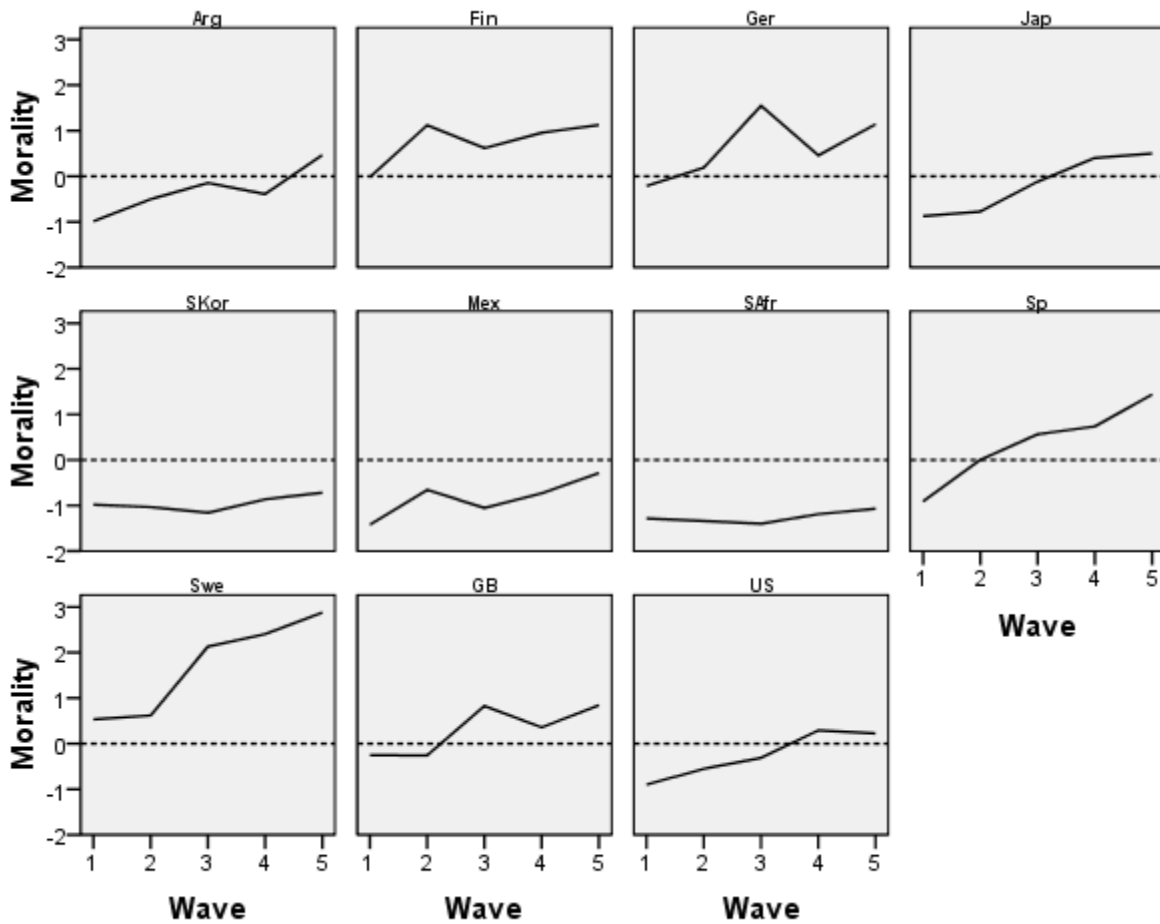 Arg Fin Ger Jap
3
2
1
0
-1
-2
Morality
SKor Mex SAfr Sp
3
2
1
0
-1
-2
Morality
1 2 3 4 5
Wave
Swe GB US
3
2
1
0
-1
-2
Morality
1 2 3 4 5 1 2 3 4 5 1 2 3 4 5
Wave Wave Wave